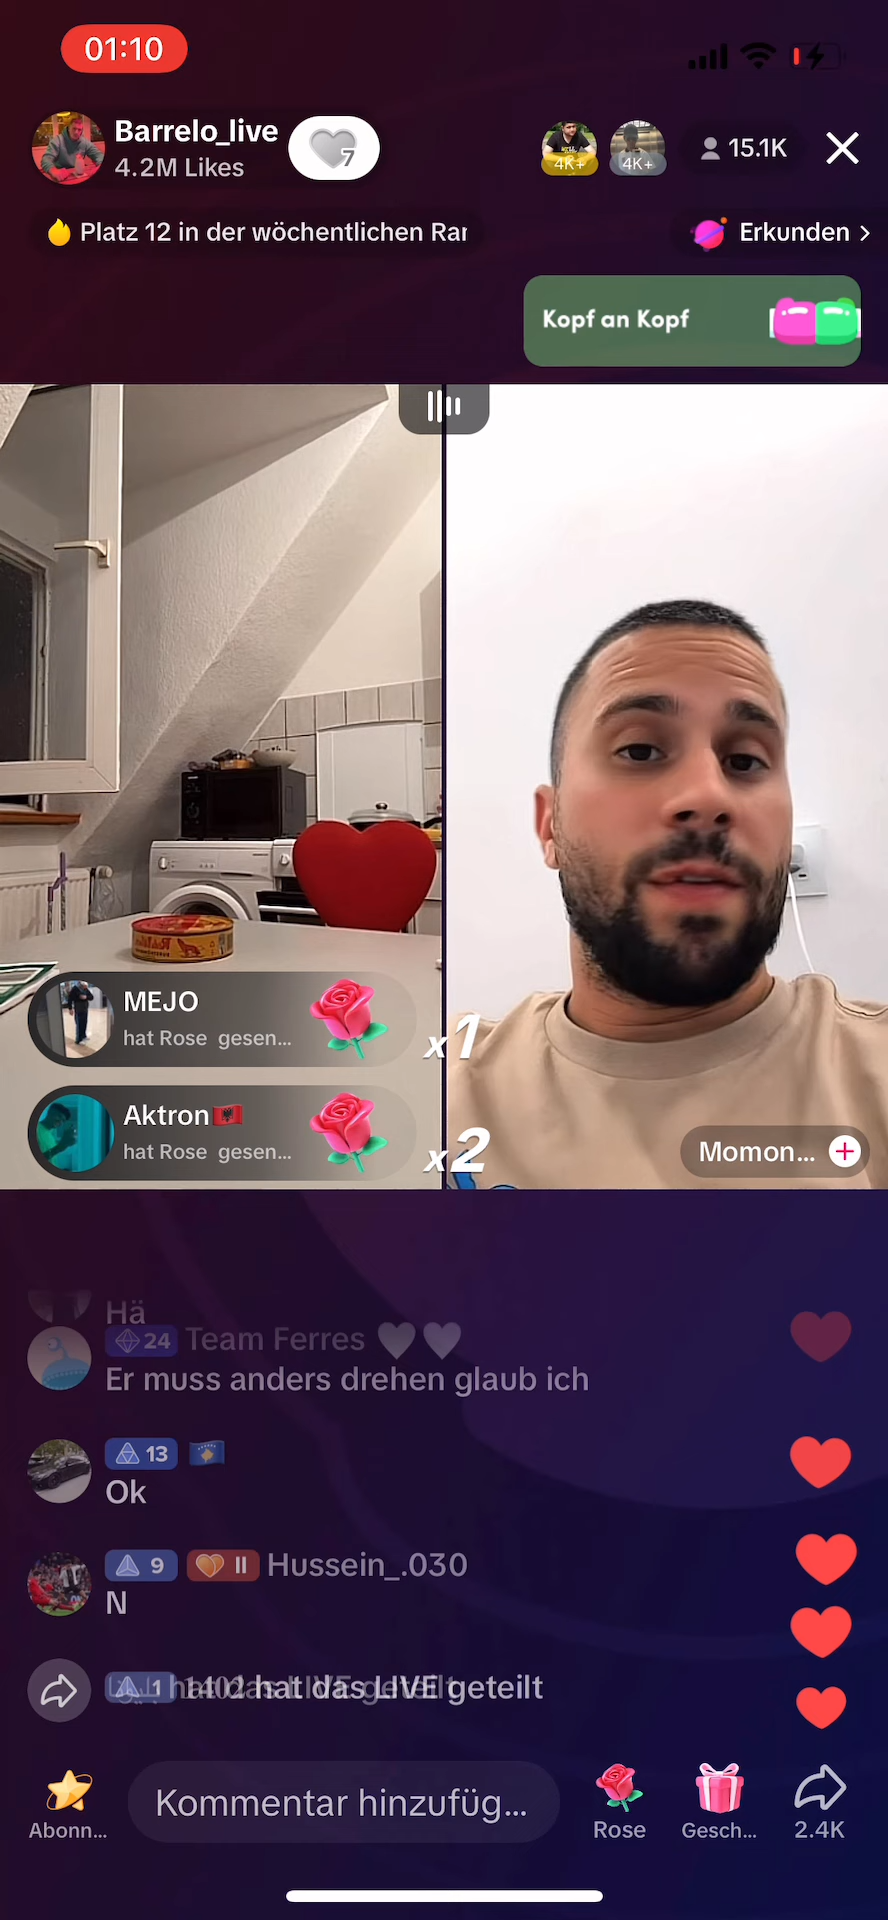 01:10
Barrelo_live
4.2M Likes
7
4K+
4K+
15.1K
Platz 12 in der wöchentlichen Ran
Erkunden >
Kopf an Kopf
MEJO
hat Rose gesen...
x1
Aktron🇦🇱
hat Rose gesen...
x2
Momon...
Hä
24 Team Ferres
Er muss anders drehen glaub ich
13 🇽🇰
Ok
9 II Hussein_.030
N
1 hat das LIVE geteilt
Abonn...
Kommentar hinzufüg...
Rose
Gesch...
2.4K